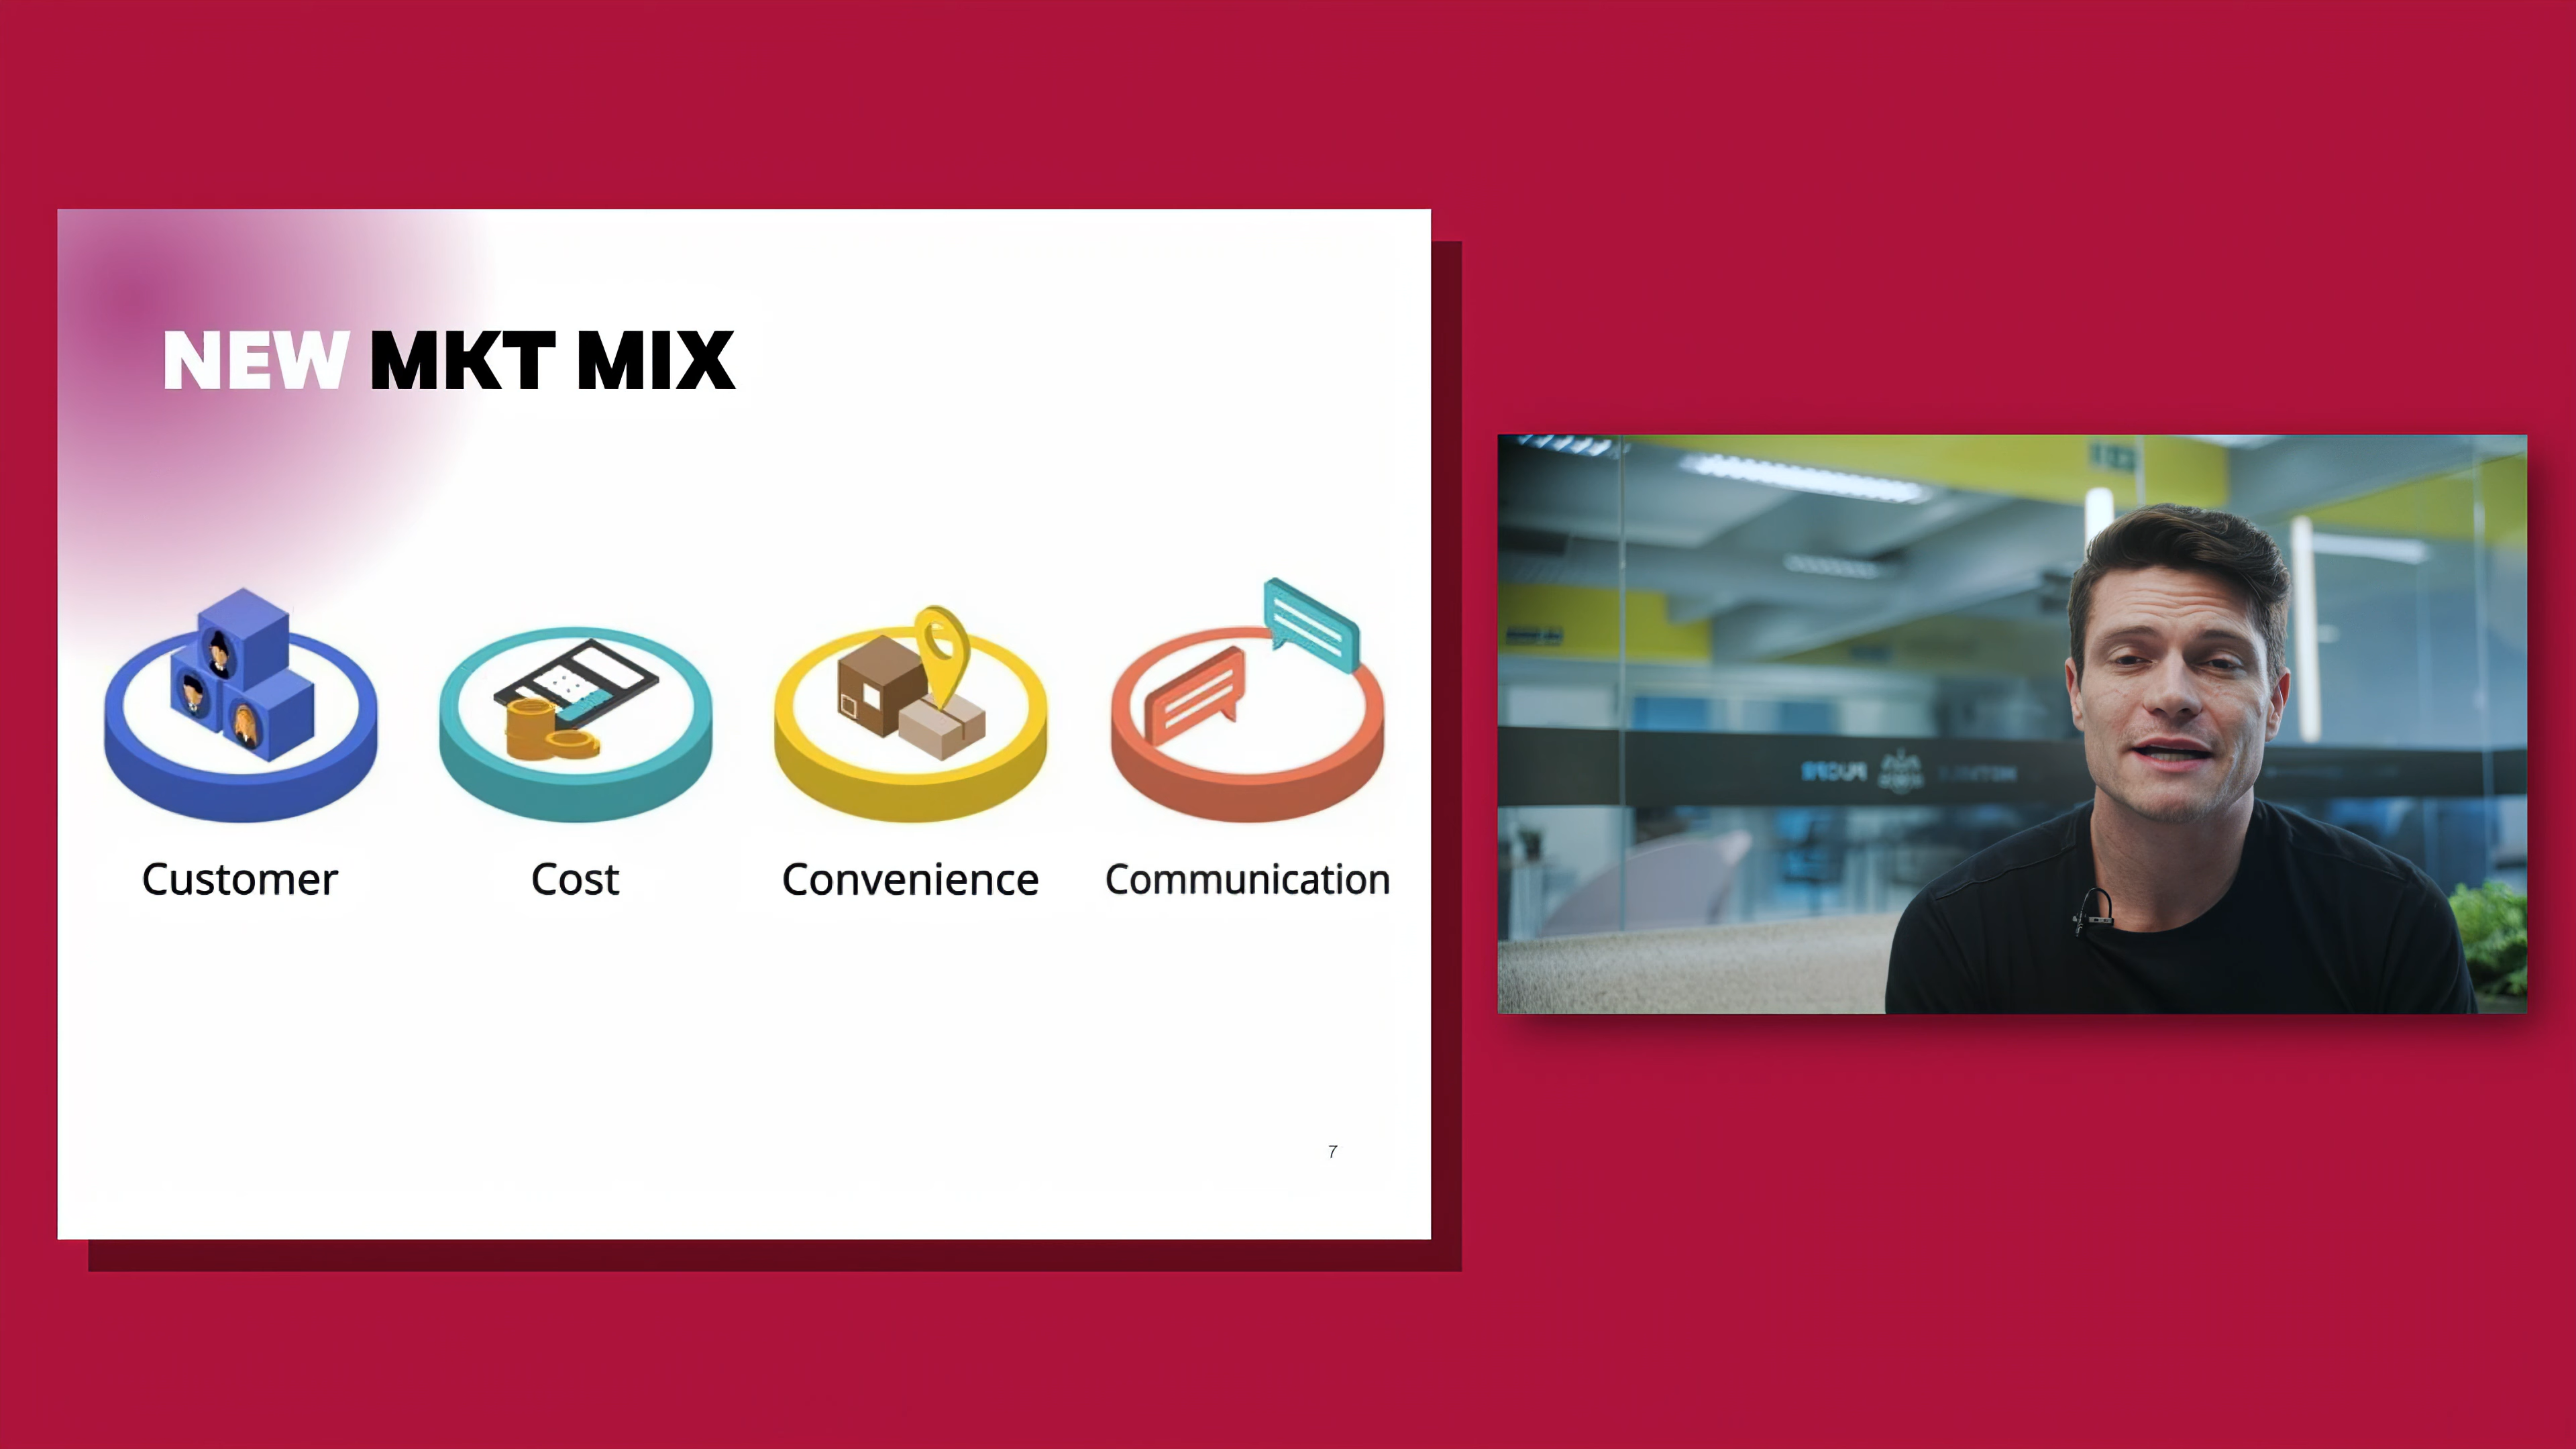 NEW MKT MIX
Customer
Cost
Convenience
Communication
7